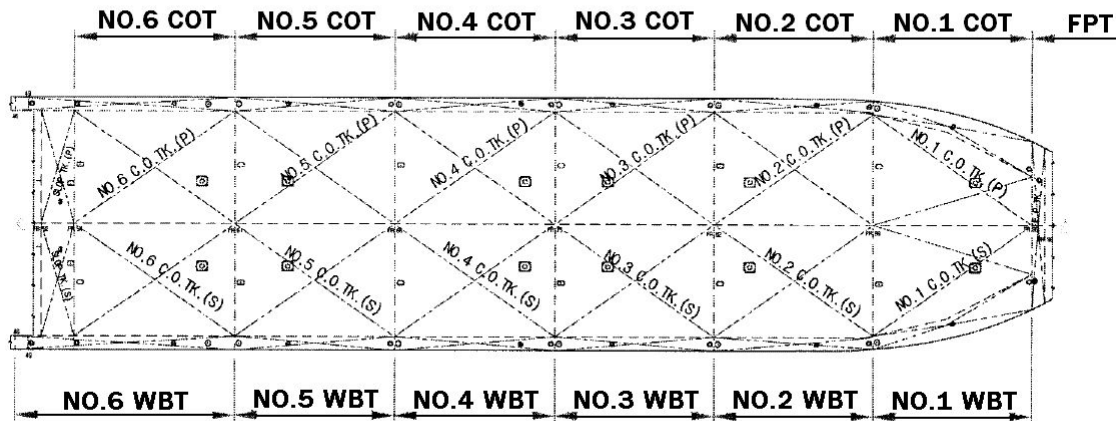 NO.6 COT NO.5 COT NO.4 COT NO.3 COT NO.2 COT NO.1 COT FPT
NO.6 C.O.TK.(P) NO.5 C.O.TK.(P) NO.4 C.O.TK.(P) NO.3 C.O.TK.(P) NO.2 C.O.TK.(P) NO.1 C.O.TK.(P)
NO.6 C.O.TK.(S) NO.5 C.O.TK.(S) NO.4 C.O.TK.(S) NO.3 C.O.TK.(S) NO.2 C.O.TK.(S) NO.1 C.O.TK.(S)
NO.6 WBT NO.5 WBT NO.4 WBT NO.3 WBT NO.2 WBT NO.1 WBT